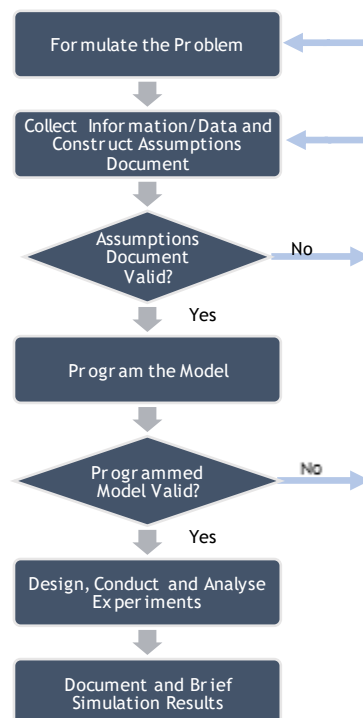 Formulate the Problem
Collect Information/Data and
Construct Assumptions
Document
Assumptions
Document
Valid?
No
Yes
Program the Model
Programmed
Model Valid?
No
Yes
Design, Conduct and Analyse
Experiments
Document and Brief
Simulation Results